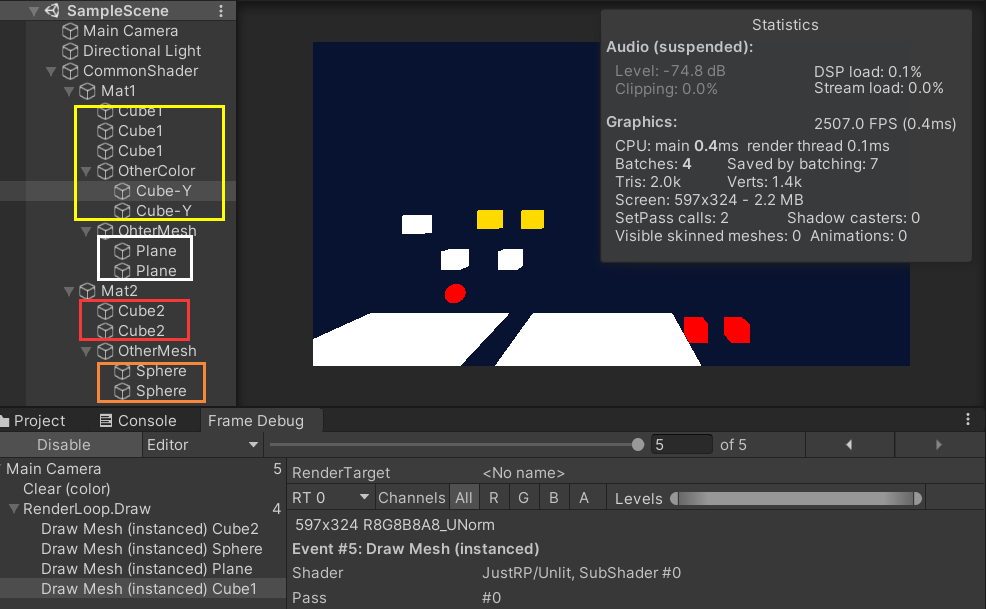 SampleScene
Main Camera
Directional Light
CommonShader
Mat1
Cube1
Cube1
Cube1
OtherColor
Cube-Y
Cube-Y
OhterMesh
Plane
Plane
Mat2
Cube2
Cube2
OtherMesh
Sphere
Sphere
Statistics
Audio (suspended):
Level: -74.8 dB DSP load: 0.1%
Clipping: 0.0% Stream load: 0.0%
Graphics: 2507.0 FPS (0.4ms)
CPU: main 0.4ms render thread 0.1ms
Batches: 4 Saved by batching: 7
Tris: 2.0k Verts: 1.4k
Screen: 597x324 - 2.2 MB
SetPass calls: 2 Shadow casters: 0
Visible skinned meshes: 0 Animations: 0
Project Console Frame Debug
Disable Editor 5 of 5
Main Camera 5
Clear (color)
RenderLoop.Draw 4
Draw Mesh (instanced) Cube2
Draw Mesh (instanced) Sphere
Draw Mesh (instanced) Plane
Draw Mesh (instanced) Cube1
RenderTarget <No name>
RT 0 Channels All R G B A Levels
597x324 R8G8B8A8_UNorm
Event #5: Draw Mesh (instanced)
Shader JustRP/Unlit, SubShader #0
Pass #0